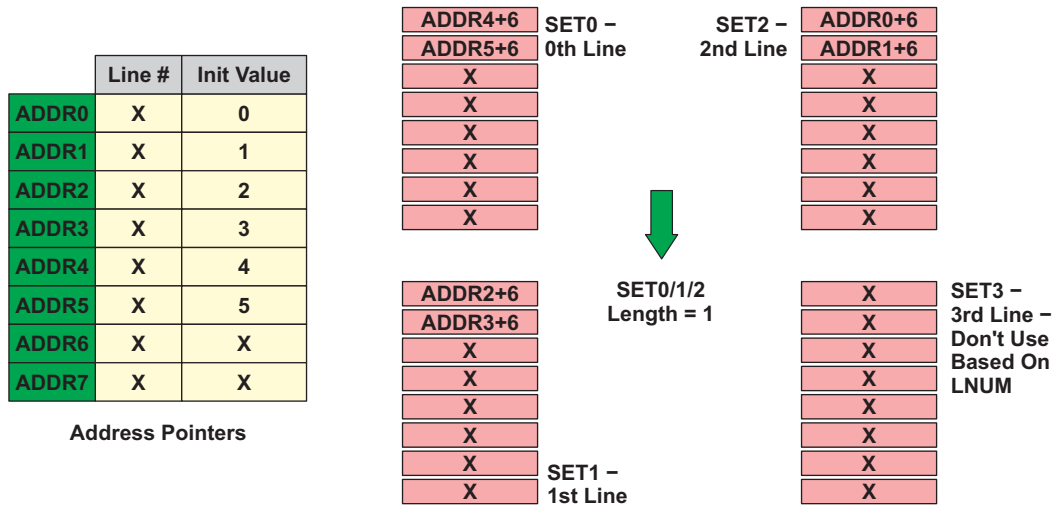 Line # Init Value
ADDR0 X 0
ADDR1 X 1
ADDR2 X 2
ADDR3 X 3
ADDR4 X 4
ADDR5 X 5
ADDR6 X X
ADDR7 X X
Address Pointers
ADDR4+6
ADDR5+6
X
X
X
X
X
X
SET0 −
0th Line
SET2 −
2nd Line
ADDR0+6
ADDR1+6
X
X
X
X
X
X
ADDR2+6
ADDR3+6
X
X
X
X
X
X
SET1 −
1st Line
SET0/1/2
Length = 1
X
X
X
X
X
X
X
X
SET3 −
3rd Line −
Don't Use
Based On
LNUM